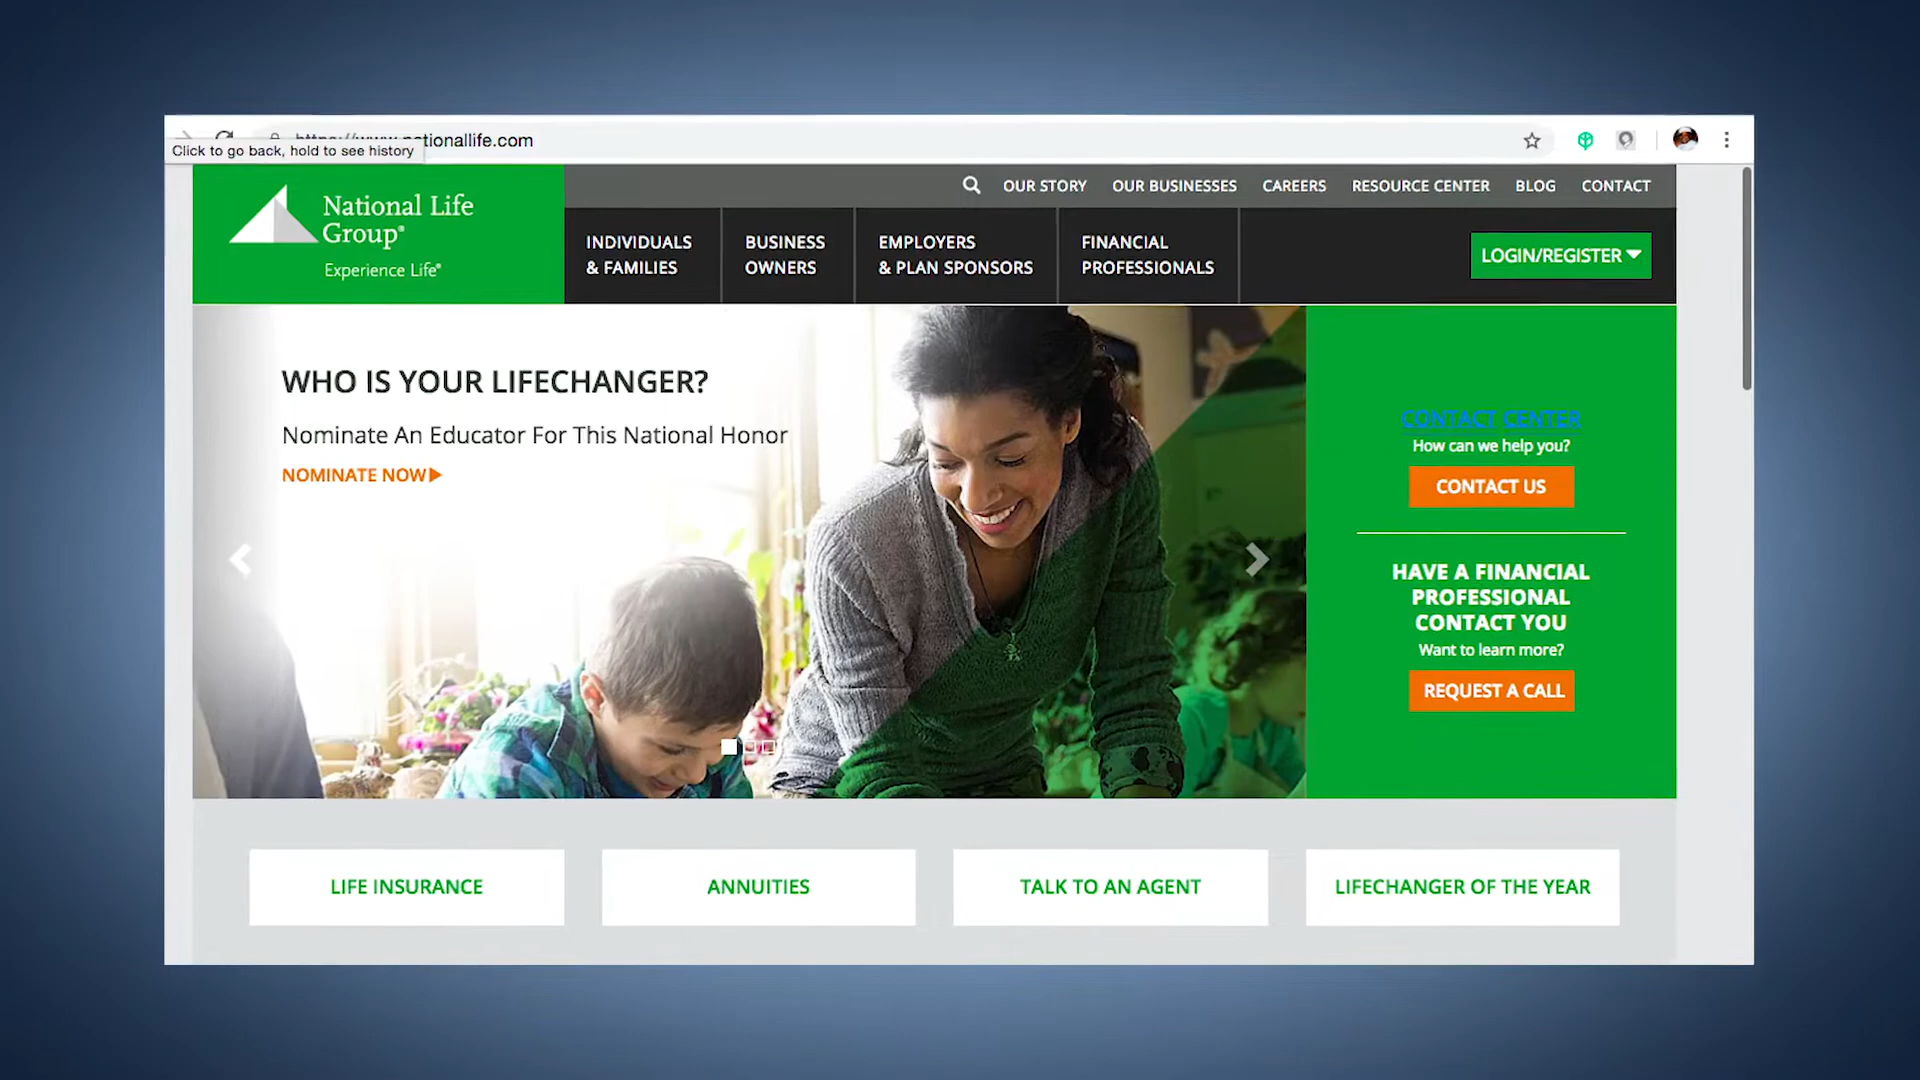 nationallife.com
Click to go back, hold to see history
National Life
Group®
Experience Life®
OUR STORY OUR BUSINESSES CAREERS RESOURCE CENTER BLOG CONTACT
INDIVIDUALS
& FAMILIES
BUSINESS
OWNERS
EMPLOYERS
& PLAN SPONSORS
FINANCIAL
PROFESSIONALS
LOGIN/REGISTER
WHO IS YOUR LIFECHANGER?
Nominate An Educator For This National Honor
NOMINATE NOW
CONTACT CENTER
How can we help you?
CONTACT US
HAVE A FINANCIAL
PROFESSIONAL
CONTACT YOU
Want to learn more?
REQUEST A CALL
LIFE INSURANCE
ANNUITIES
TALK TO AN AGENT
LIFECHANGER OF THE YEAR